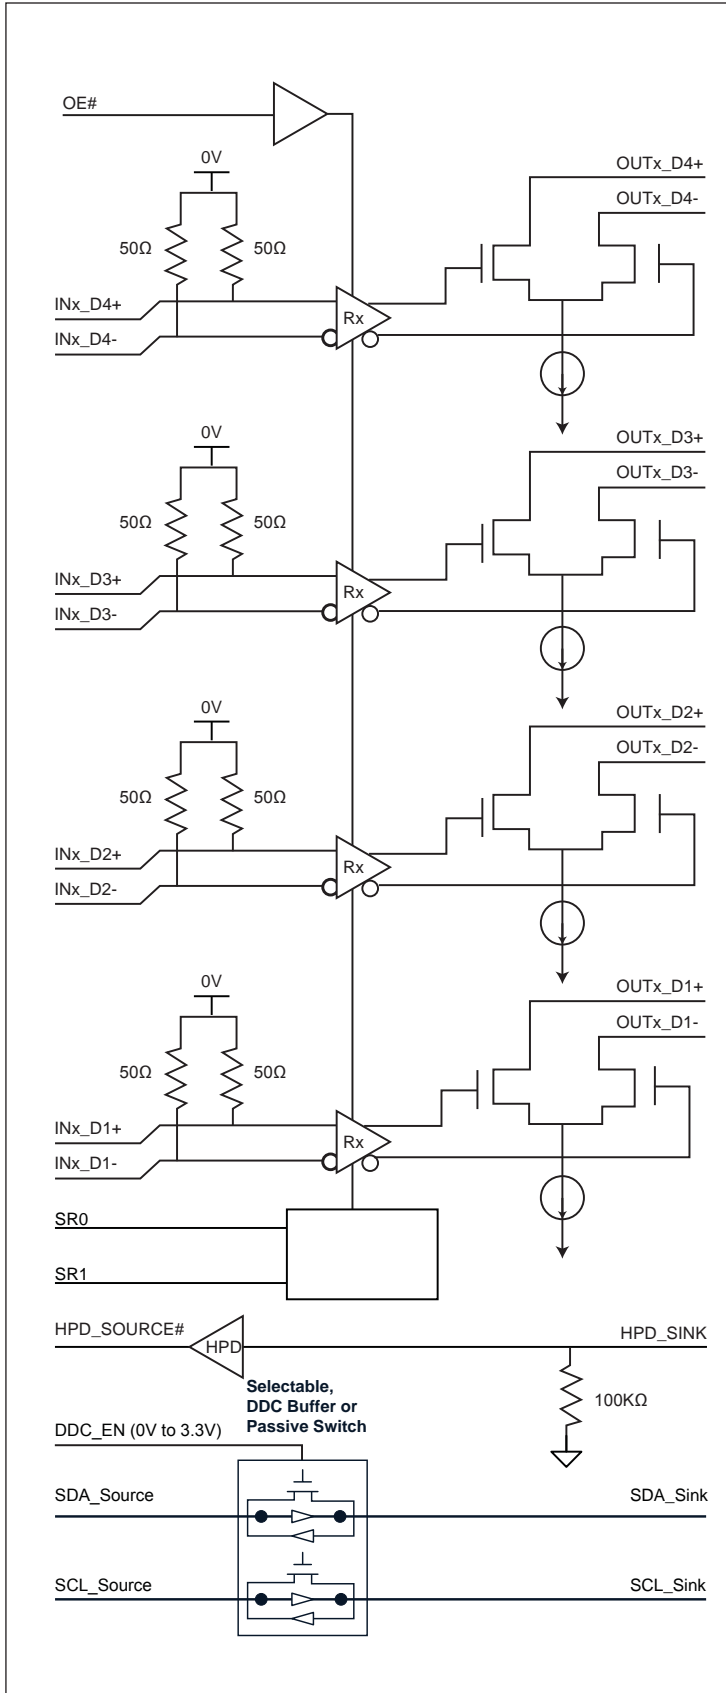 OE#
0V
OUTx_D4+
OUTx_D4-
50Ω 50Ω
INx_D4+
Rx
INx_D4-
0V
OUTx_D3+
OUTx_D3-
50Ω 50Ω
INx_D3+
Rx
INx_D3-
0V
OUTx_D2+
OUTx_D2-
50Ω 50Ω
INx_D2+
Rx
INx_D2-
0V
OUTx_D1+
OUTx_D1-
50Ω 50Ω
INx_D1+
Rx
INx_D1-
SR0
SR1
HPD_SOURCE#
HPD
HPD_SINK
Selectable,
DDC Buffer or
Passive Switch
100KΩ
DDC_EN (0V to 3.3V)
SDA_Source
SDA_Sink
SCL_Source
SCL_Sink